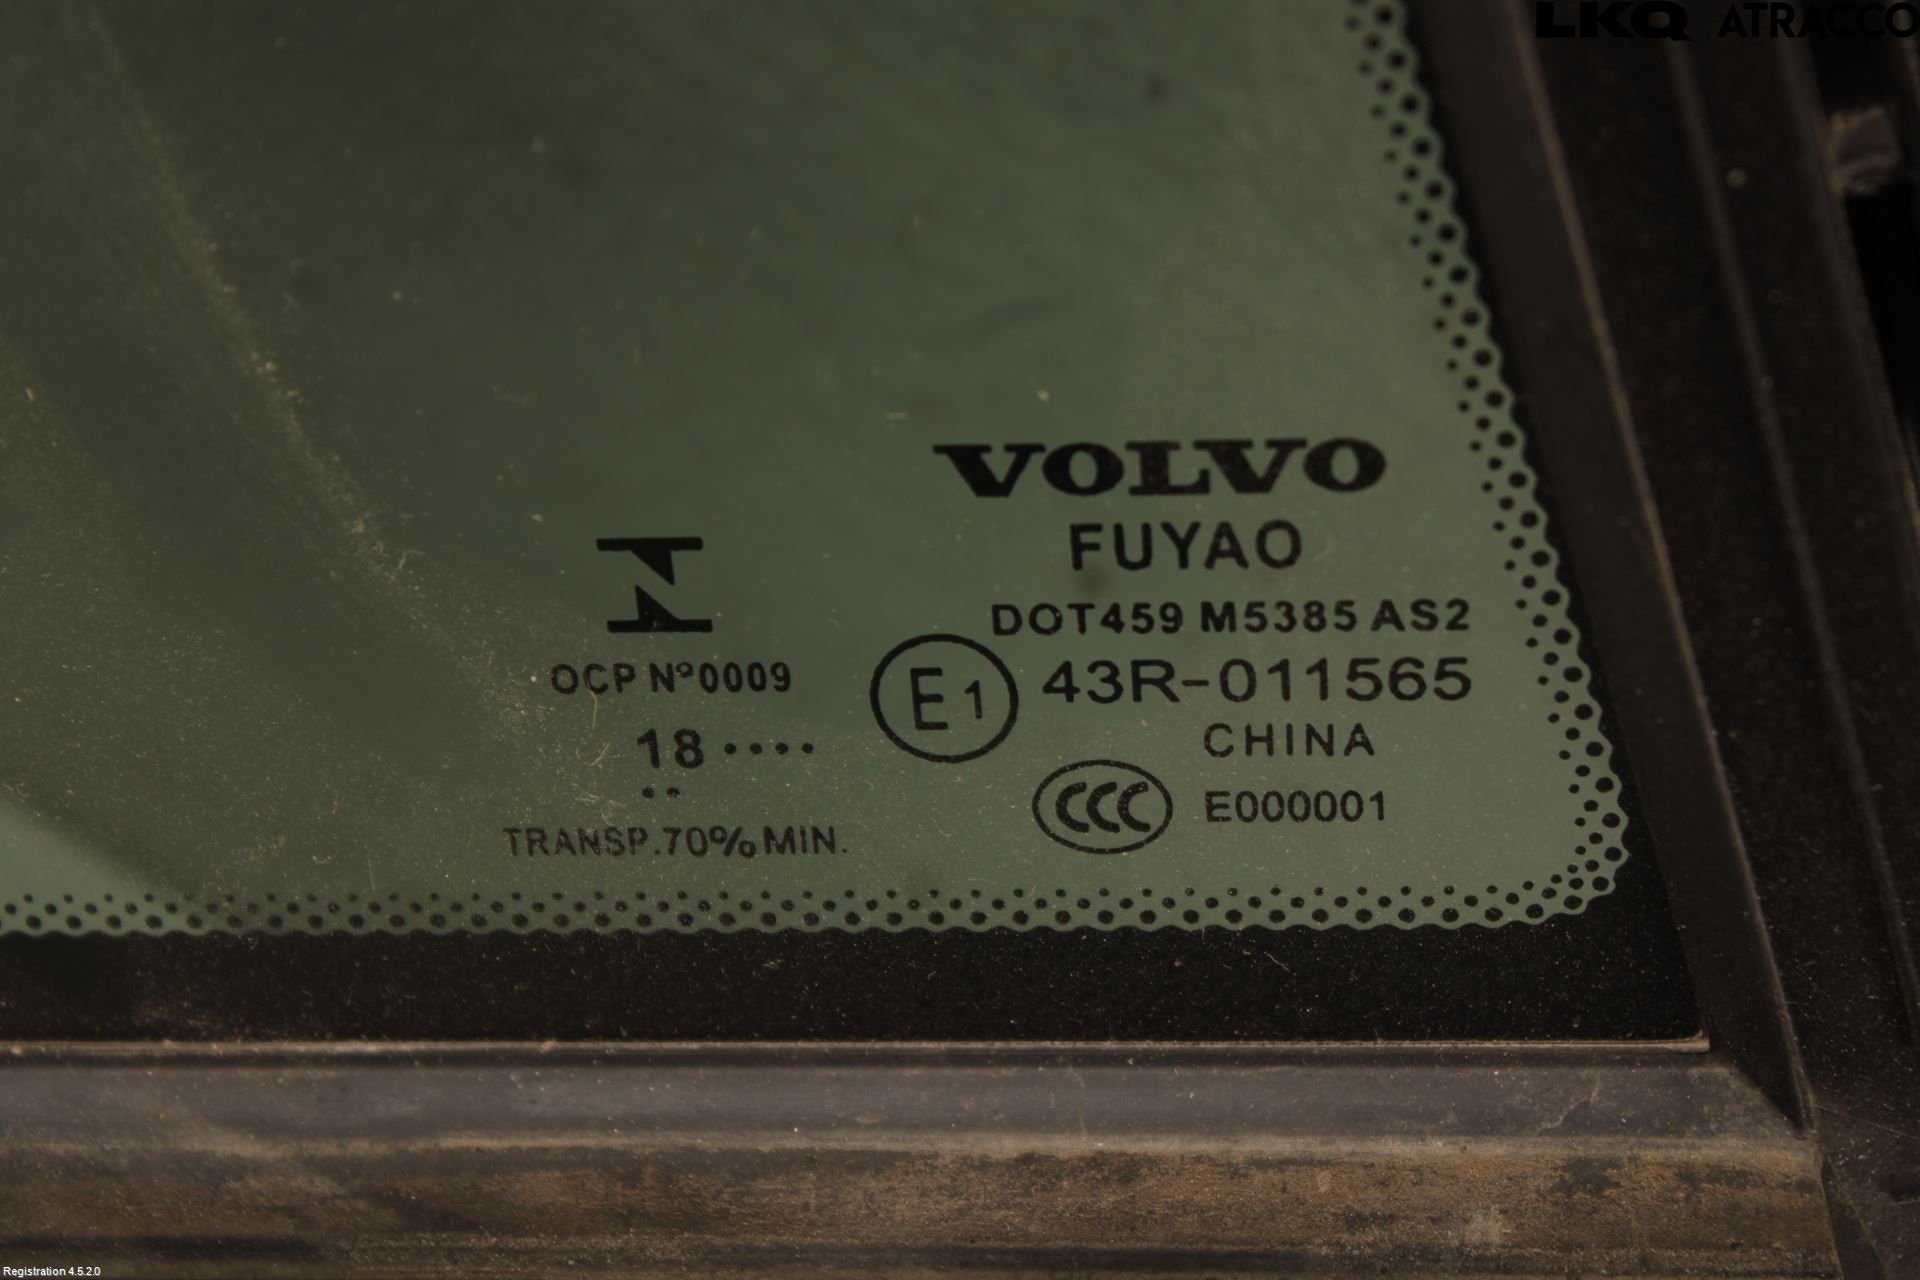 LKQ ATRACCO
VOLVO
FUYAO
DOT459 M5385 AS2
E1 43R-011565
CHINA
CCC E000001
OCP Nº0009
18 ····
··
TRANSP.70% MIN.
Registration 4.5.2.0